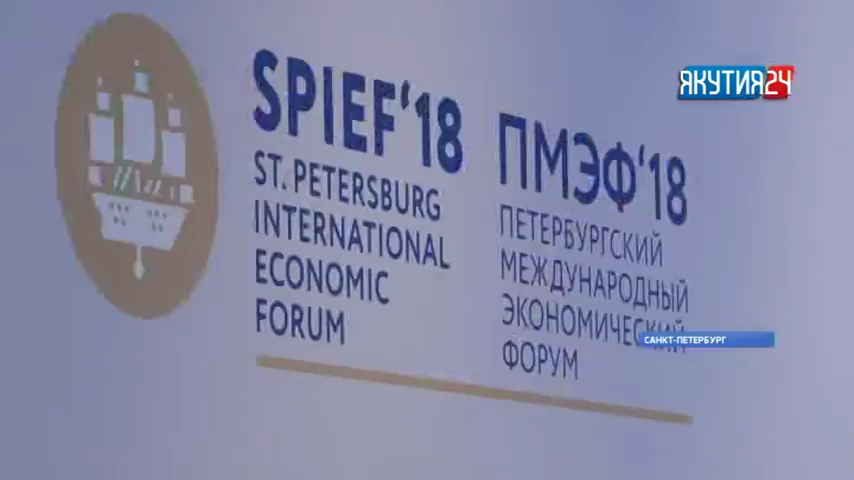 ЯКУТИЯ24
SPIEF‘18
ST. PETERSBURG
INTERNATIONAL
ECONOMIC
FORUM
ПМЭФ‘18
ПЕТЕРБУРГСКИЙ
МЕЖДУНАРОДНЫЙ
ЭКОНОМИЧЕСКИЙ
ФОРУМ
САНКТ-ПЕТЕРБУРГ